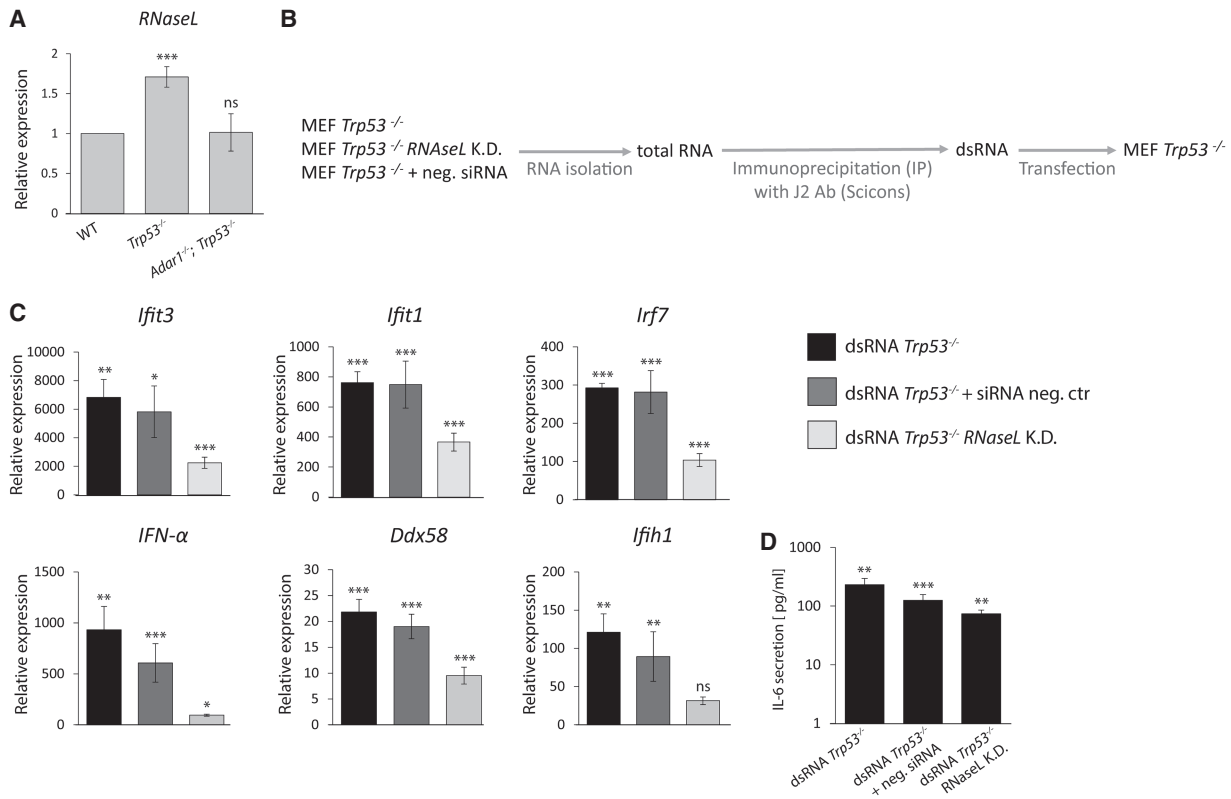 A
RNaseL
Relative expression
2
1.5
1
0.5
0
***
ns
WT
Trp53-/-
Adar1-/-; Trp53-/-
B
MEF Trp53 -/-
MEF Trp53 -/- RNAseL K.D.
MEF Trp53 -/- + neg. siRNA
RNA isolation
total RNA
Immunoprecipitation (IP)
with J2 Ab (Scicons)
dsRNA
Transfection
MEF Trp53 -/-
C
Ifit3
Relative expression
10000
8000
6000
4000
2000
0
**
*
***
Ifit1
Relative expression
1000
800
600
400
200
0
***
***
***
Irf7
Relative expression
400
300
200
100
0
***
***
***
dsRNA Trp53-/-
dsRNA Trp53-/- + siRNA neg. ctr
dsRNA Trp53-/- RNaseL K.D.
IFN-α
Relative expression
1500
1000
500
0
**
***
*
Ddx58
Relative expression
30
25
20
15
10
5
0
***
***
***
Ifih1
Relative expression
200
150
100
50
0
**
**
ns
D
IL-6 secretion [ pg/ml]
1000
100
10
1
**
***
**
dsRNA Trp53-/-
dsRNA Trp53-/-
+ neg. siRNA
dsRNA Trp53-/-
RNaseL K.D.